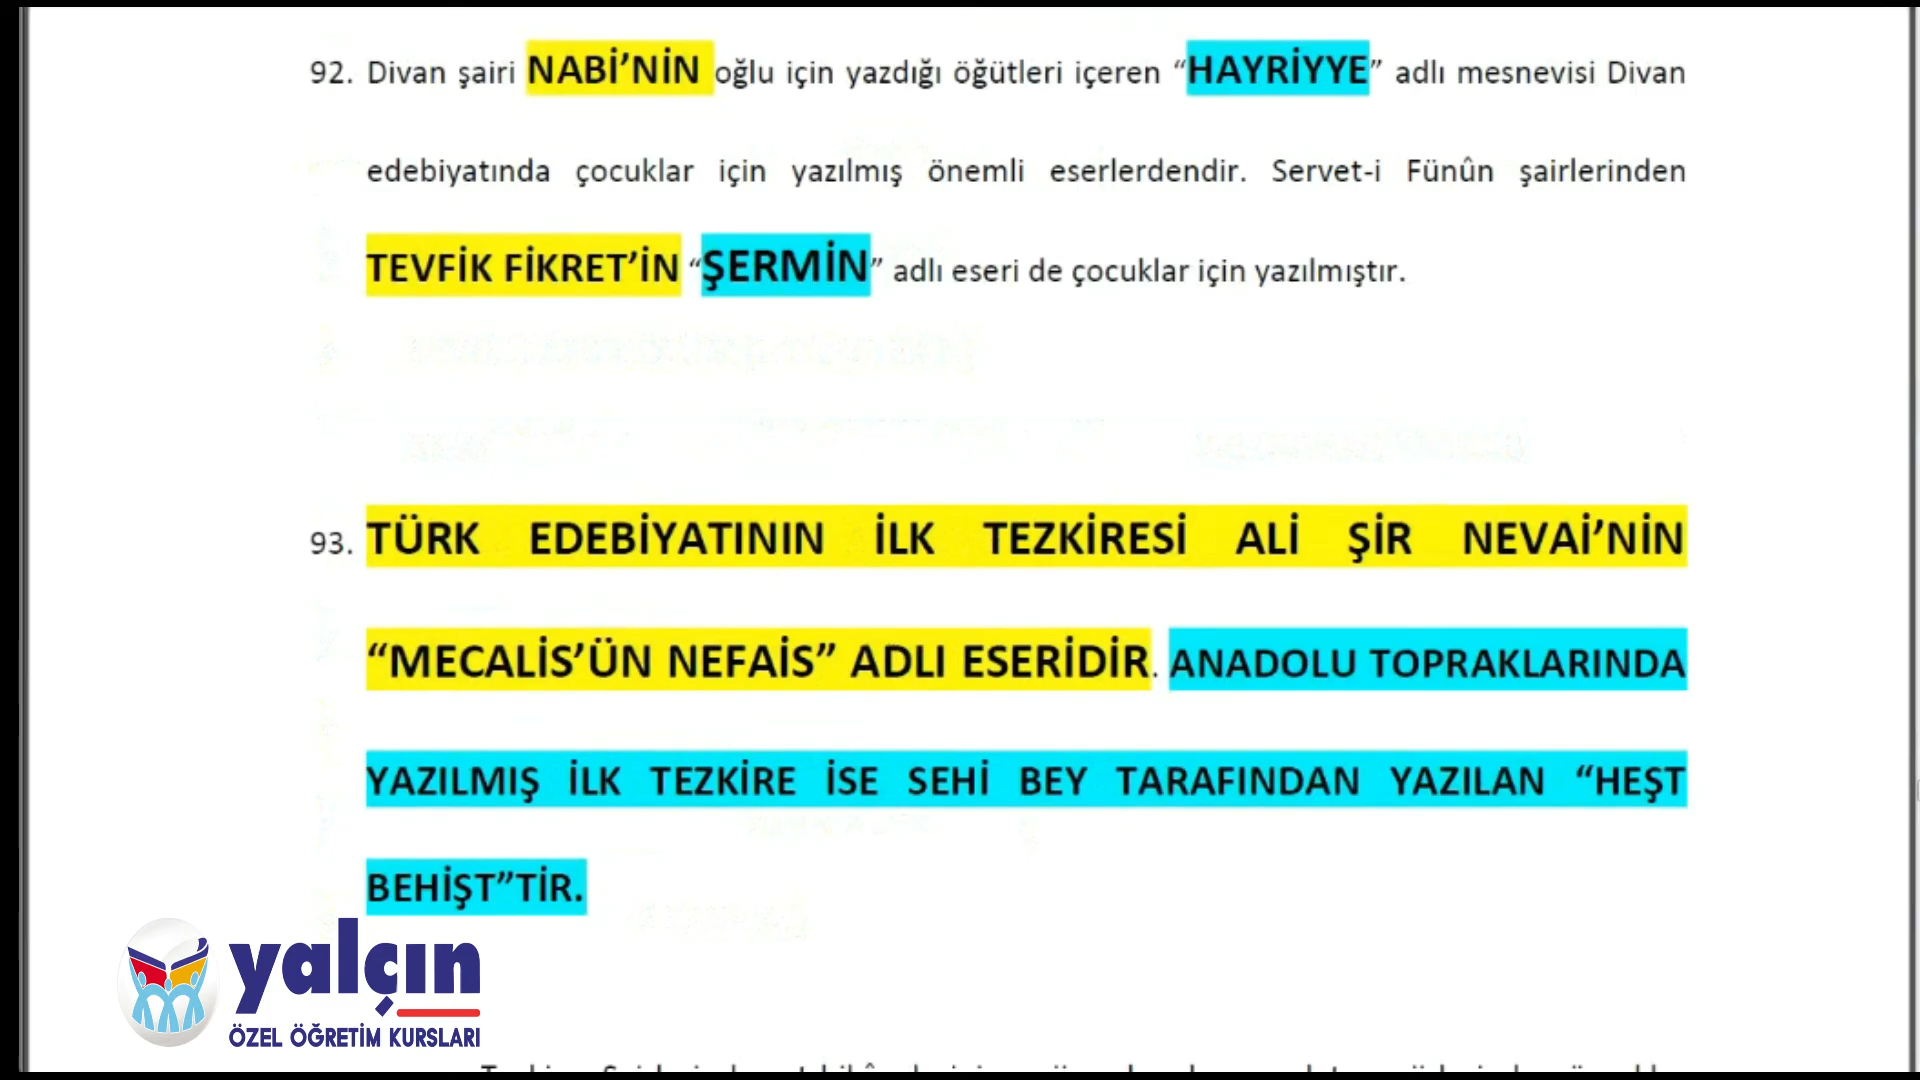 92. Divan şairi NABİ’NİN oğlu için yazdığı öğütleri içeren “HAYRİYYE” adlı mesnevisi Divan
edebiyatında çocuklar için yazılmış önemli eserlerdendir. Servet-i Fünûn şairlerinden
TEVFİK FİKRET’İN “ŞERMİN” adlı eseri de çocuklar için yazılmıştır.
93. TÜRK EDEBİYATININ İLK TEZKİRESİ ALİ ŞİR NEVAİ’NİN
“MECALİS’ÜN NEFAİS” ADLI ESERİDİR. ANADOLU TOPRAKLARINDA
YAZILMIŞ İLK TEZKİRE İSE SEHİ BEY TARAFINDAN YAZILAN “HEŞT
BEHİŞT”TİR.
yalçın
ÖZEL ÖĞRETİM KURSLARI